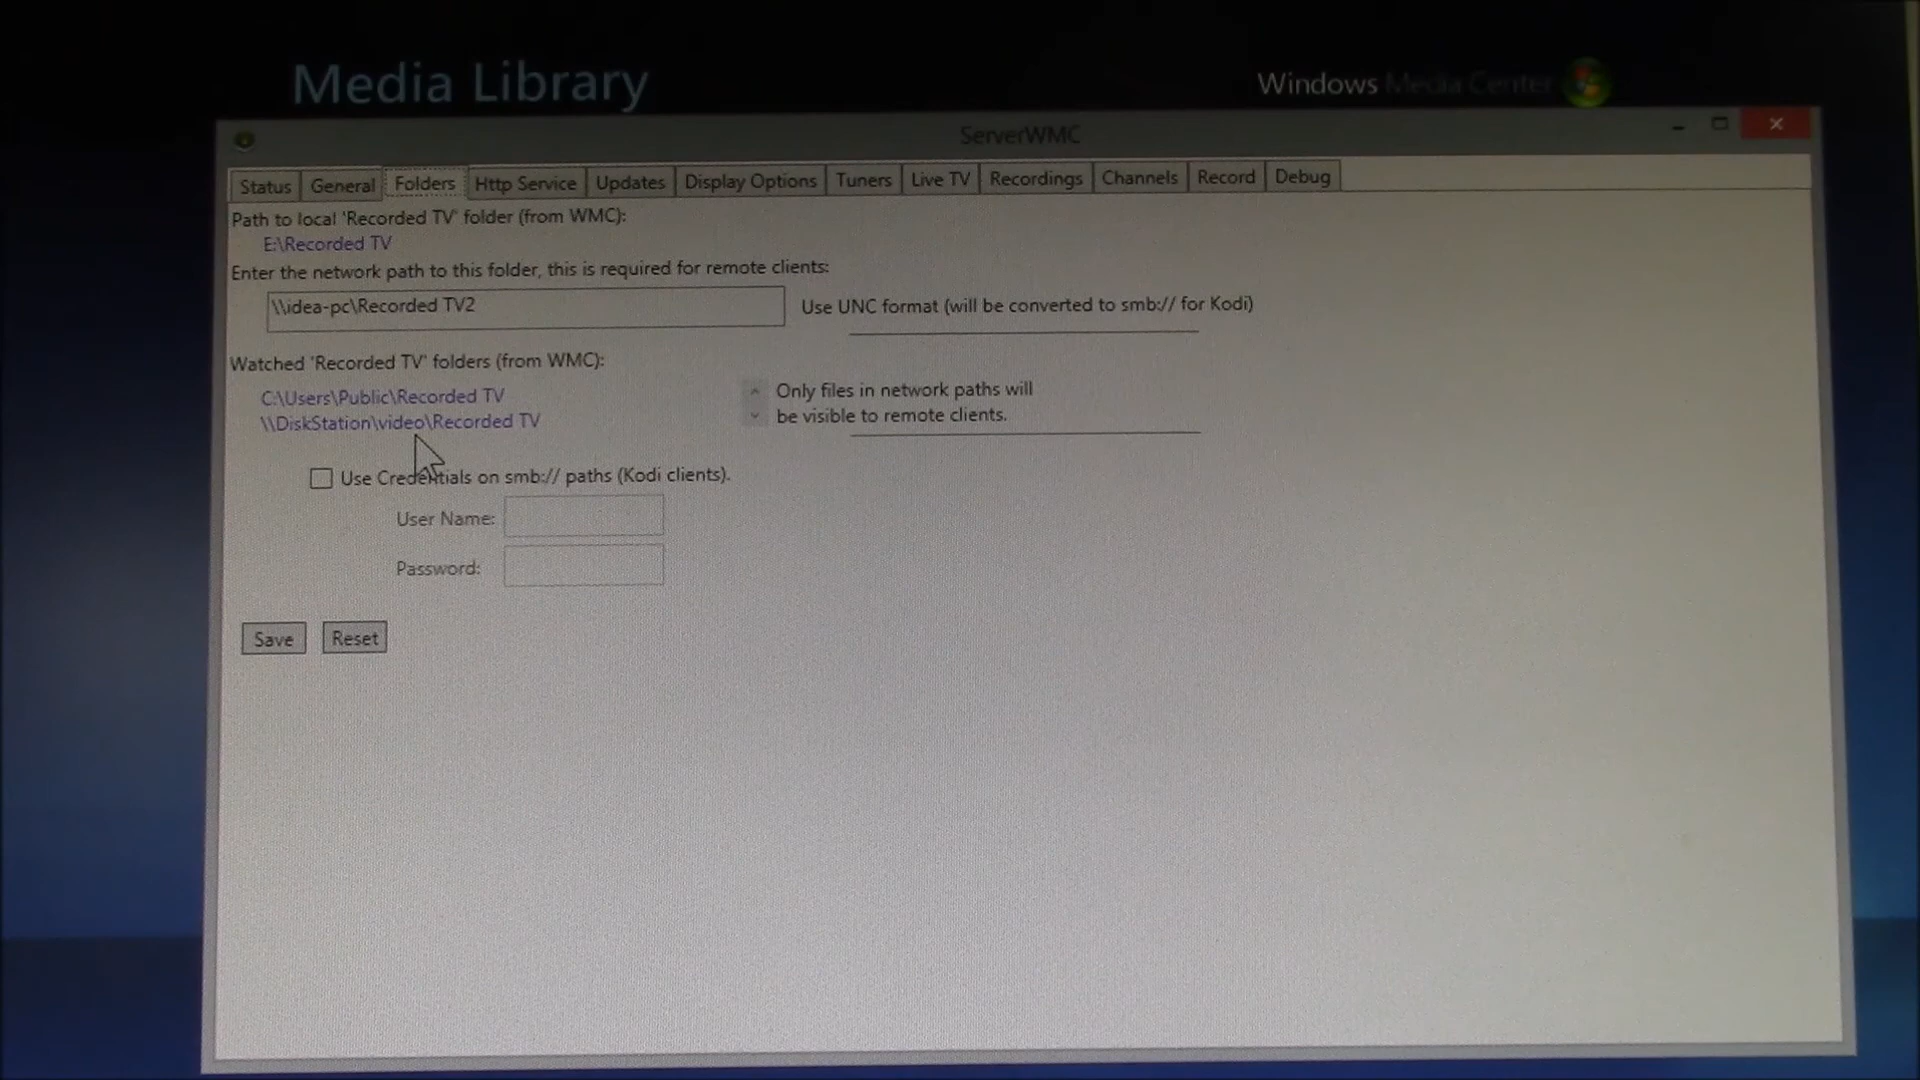 Media Library
Windows Media Center
ServerWMC
Status General Folders Http Service Updates Display Options Tuners Live TV Recordings Channels Record Debug
Path to local 'Recorded TV' folder (from WMC):
E:\Recorded TV
Enter the network path to this folder, this is required for remote clients:
\\idea-pc\Recorded TV2
Use UNC format (will be converted to smb:// for Kodi)
Watched 'Recorded TV' folders (from WMC):
C:\Users\Public\Recorded TV
\\DiskStation\video\Recorded TV
Only files in network paths will
be visible to remote clients.
Use Credentials on smb:// paths (Kodi clients).
User Name:
Password:
Save Reset